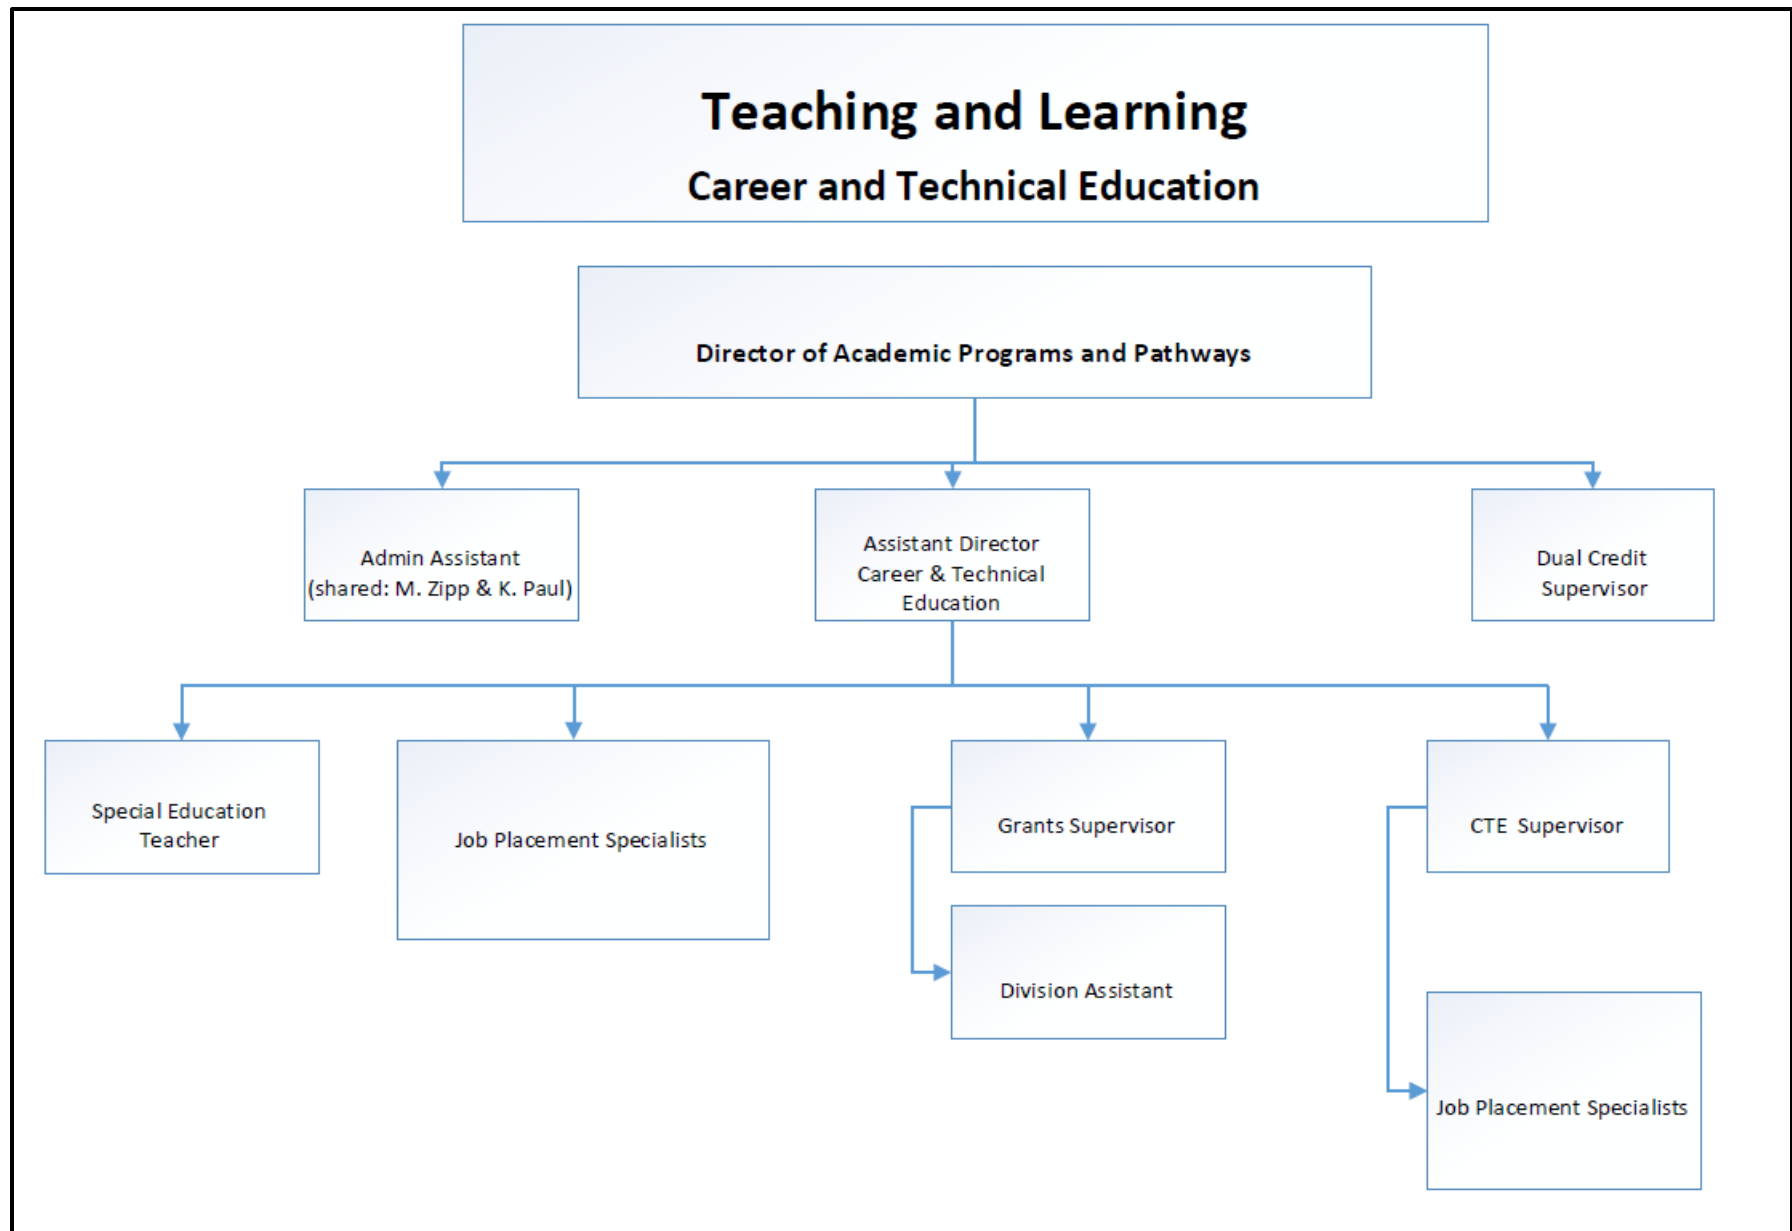 Teaching and Learning
Career and Technical Education
Director of Academic Programs and Pathways
Admin Assistant
(shared: M. Zipp & K. Paul)
Assistant Director
Career & Technical
Education
Dual Credit
Supervisor
Special Education
Teacher
Job Placement Specialists
Grants Supervisor
CTE Supervisor
Division Assistant
Job Placement Specialists